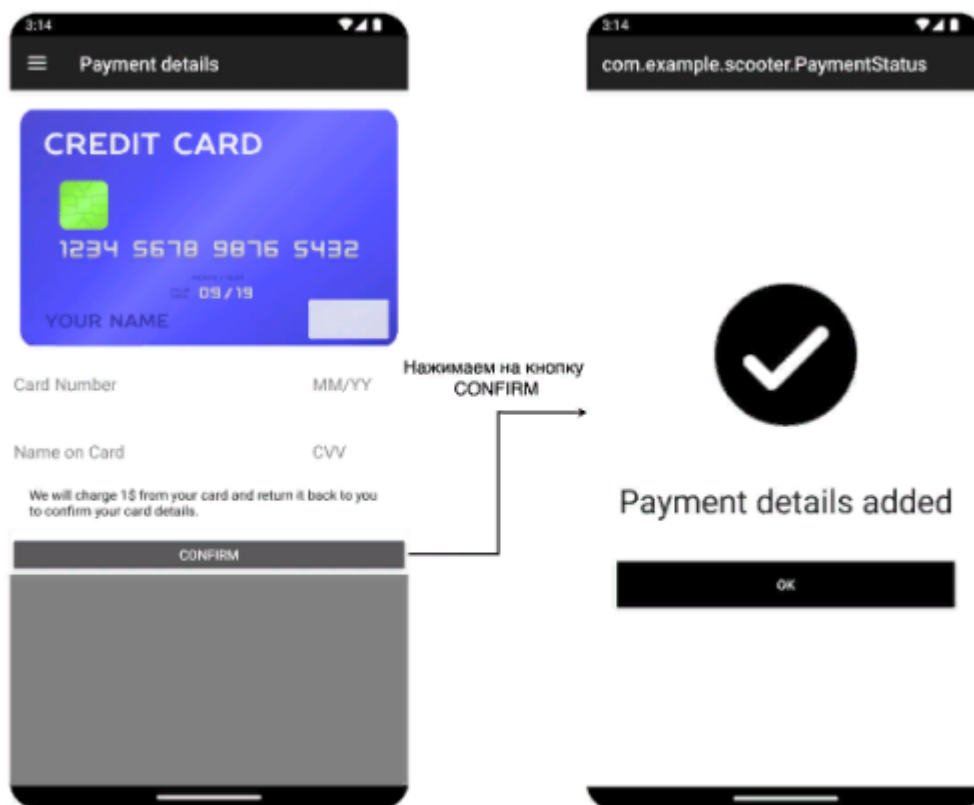 3:14
Payment details
CREDIT CARD
1234 5678 9876 5432
09/19
YOUR NAME
Card Number MM/YY
Name on Card CVV
We will charge 1$ from your card and return it back to you
to confirm your card details.
CONFIRM
Нажимаем на кнопку
CONFIRM
3:14
com.example.scooter.PaymentStatus
Payment details added
OK